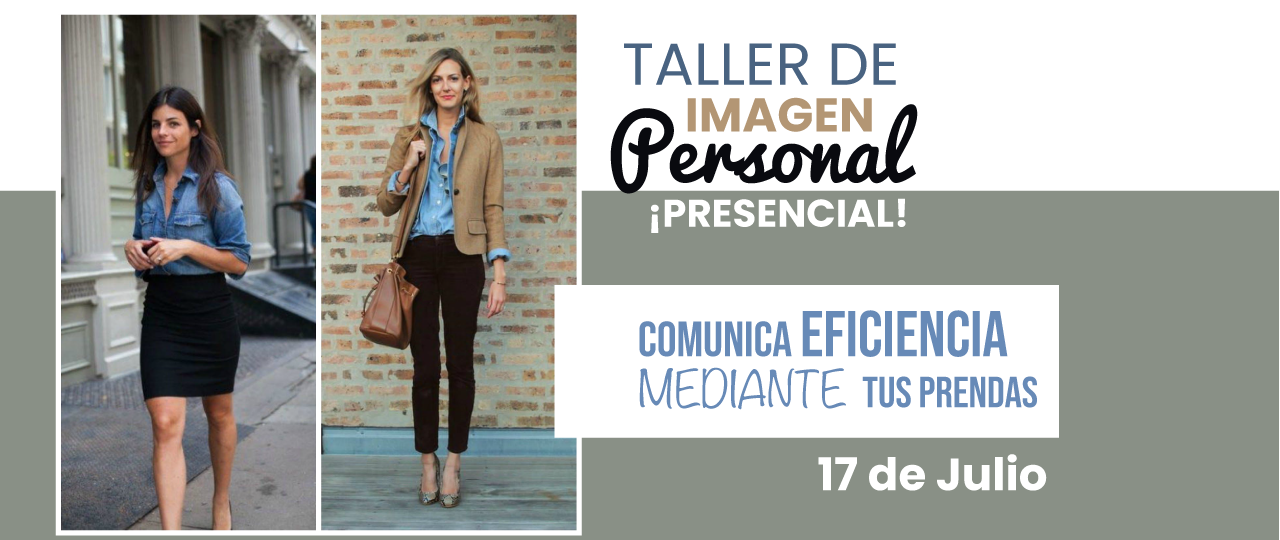 TALLER DE
IMAGEN
Personal
¡PRESENCIAL!
COMUNICA EFICIENCIA
MEDIANTE TUS PRENDAS
17 de Julio